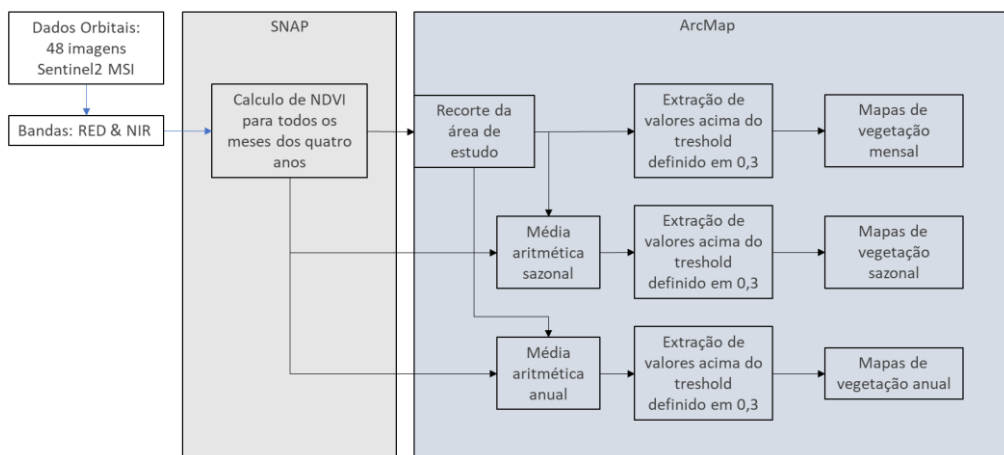 Dados Orbitais:
48 imagens
Sentinel2 MSI
Bandas: RED & NIR
SNAP
Calculo de NDVI
para todos os
meses dos quatro
anos
ArcMap
Recorte da
área de
estudo
Extração de
valores acima do
treshold
definido em 0,3
Mapas de
vegetação
mensal
Média
aritmética
sazonal
Extração de
valores acima do
treshold
definido em 0,3
Mapas de
vegetação
sazonal
Média
aritmética
anual
Extração de
valores acima do
treshold
definido em 0,3
Mapas de
vegetação anual